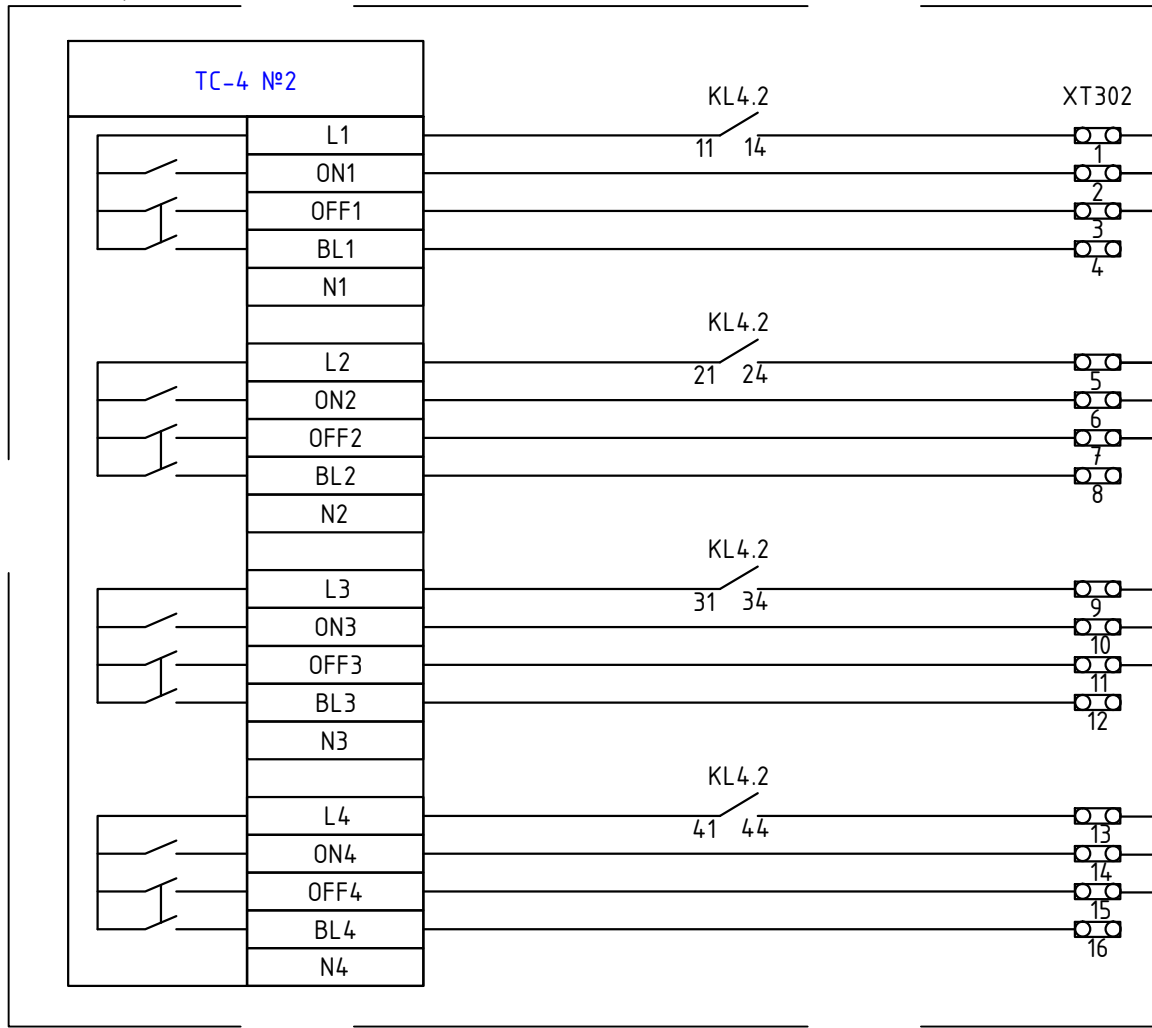 TC-4 №2
KL4.2
XT302
L1
11 14
1
ON1
2
OFF1
3
BL1
4
N1
KL4.2
L2
21 24
5
ON2
6
OFF2
7
BL2
8
N2
KL4.2
L3
31 34
9
ON3
10
OFF3
11
BL3
12
N3
KL4.2
L4
41 44
13
ON4
14
OFF4
15
BL4
16
N4